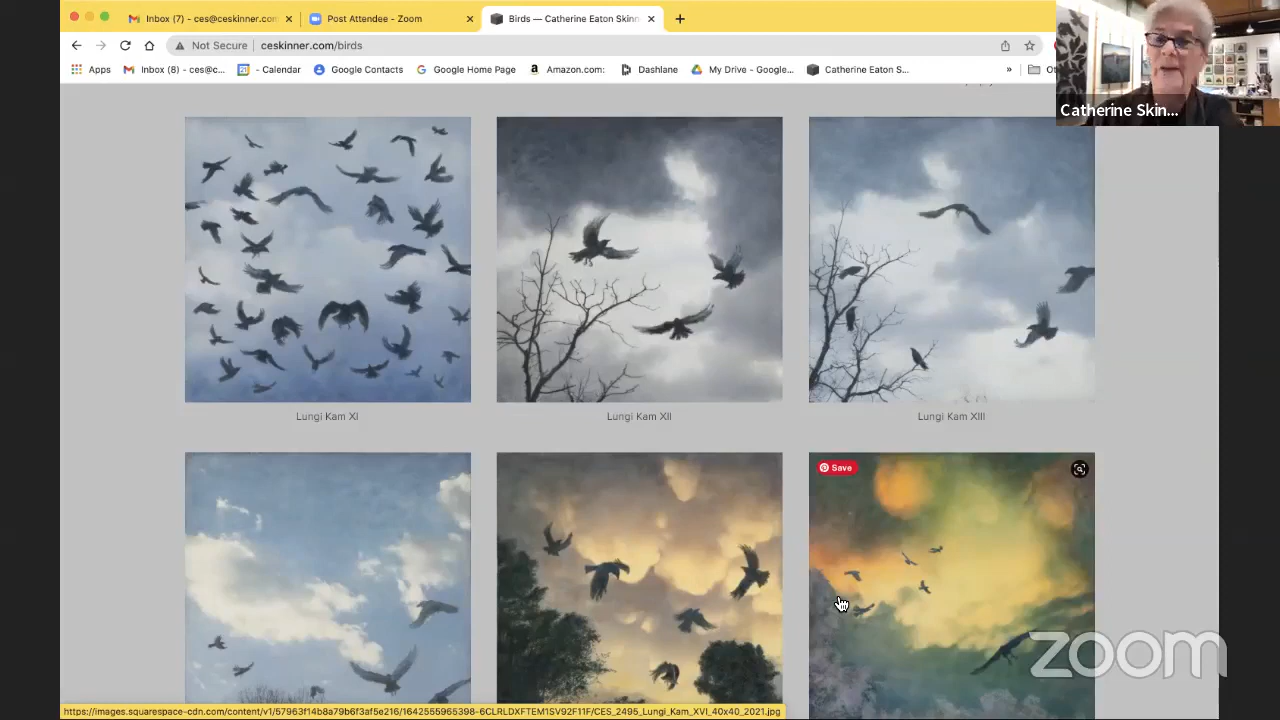 Inbox (7) - ces@ceskinner.com
Post Attendee - Zoom
Birds — Catherine Eaton Skinn
Not Secure
ceskinner.com/birds
Apps
Inbox (8) - ces@c...
- Calendar
Google Contacts
Google Home Page
Amazon.com:
Dashlane
My Drive - Google...
Catherine Eaton S...
»
Ot
Catherine Skin...
Lungi Kam XI
Lungi Kam XII
Lungi Kam XIII
Save
zoom
https://images.squarespace-cdn.com/content/v1/57963f14b8a79b6f3af5e216/1642555965398-6CLRLDXFTEM1SV92F11F/CES_2495_Lungi_Kam_XVI_40x40_2021.jpg